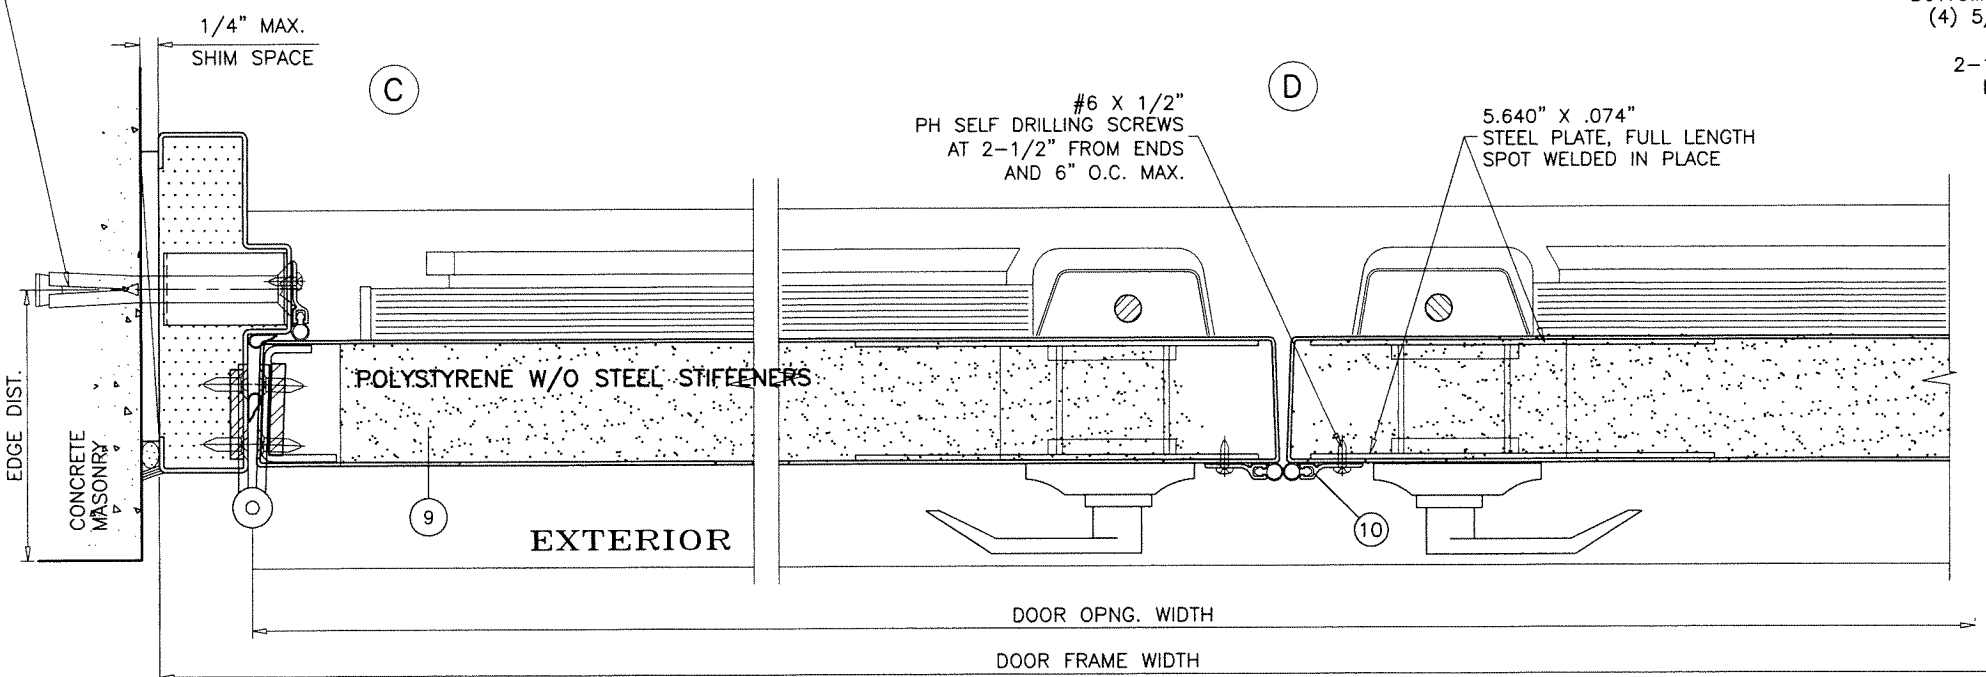 1/4" MAX.
SHIM SPACE
C
#6 X 1/2"
PH SELF DRILLING SCREWS
AT 2-1/2" FROM ENDS
AND 6" O.C. MAX.
D
5.640" X .074"
STEEL PLATE, FULL LENGTH
SPOT WELDED IN PLACE
(4) 5/
2-
EDGE DIST.
CONCRETE
MASONRY
POLYSTYRENE W/O STEEL STIFFENERS
9
EXTERIOR
10
DOOR OPNG. WIDTH
DOOR FRAME WIDTH